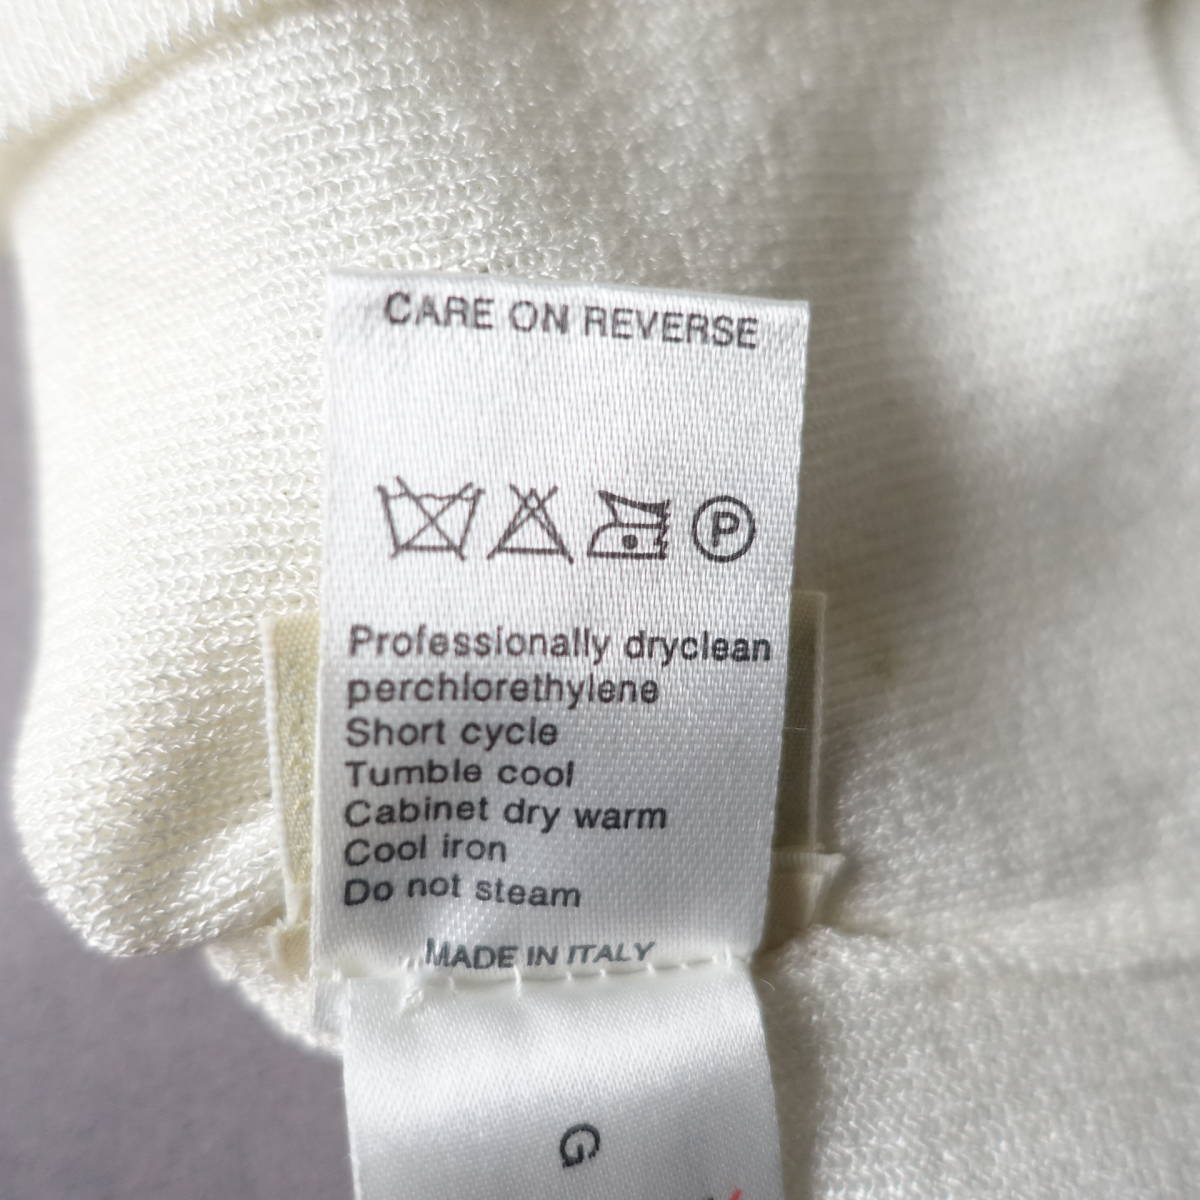 CARE ON REVERSE
P
Professionally dryclean
perchlorethylene
Short cycle
Tumble cool
Cabinet dry warm
Cool iron
Do not steam
MADE IN ITALY
G